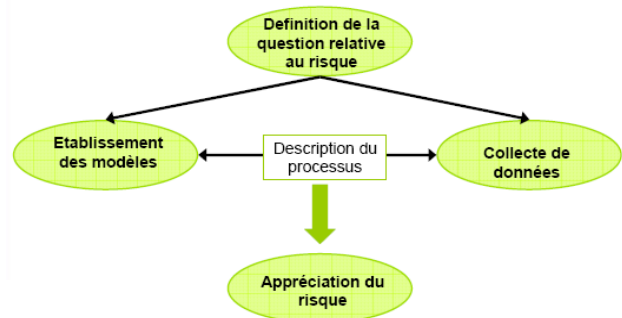 Definition de la
question relative
au risque
Etablissement
des modèles
Description du
processus
Collecte de
données
Appréciation du
risque